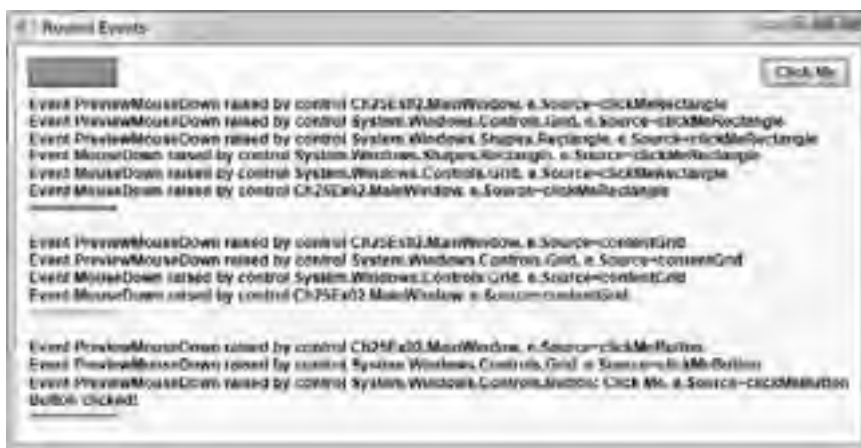 Routed Events
Click Me
Event PreviewMouseDown raised by control Ch25Ex02.MainWindow, e.Source=clickMeRectangle
Event PreviewMouseDown raised by control System.Windows.Controls.Grid, e.Source=clickMeRectangle
Event PreviewMouseDown raised by control System.Windows.Shapes.Rectangle, e.Source=clickMeRectangle
Event MouseDown raised by control System.Windows.Shapes.Rectangle, e.Source=clickMeRectangle
Event MouseDown raised by control System.Windows.Controls.Grid, e.Source=clickMeRectangle
Event MouseDown raised by control Ch25Ex02.MainWindow, e.Source=clickMeRectangle
Event PreviewMouseDown raised by control Ch25Ex02.MainWindow, e.Source=contentGrid
Event PreviewMouseDown raised by control System.Windows.Controls.Grid, e.Source=contentGrid
Event MouseDown raised by control System.Windows.Controls.Grid, e.Source=contentGrid
Event MouseDown raised by control Ch25Ex02.MainWindow, e.Source=contentGrid
Event PreviewMouseDown raised by control Ch25Ex02.MainWindow, e.Source=clickMeButton
Event PreviewMouseDown raised by control System.Windows.Controls.Grid, e.Source=clickMeButton
Event PreviewMouseDown raised by control System.Windows.Controls.Button: Click Me, e.Source=clickMeButton
Button clicked!